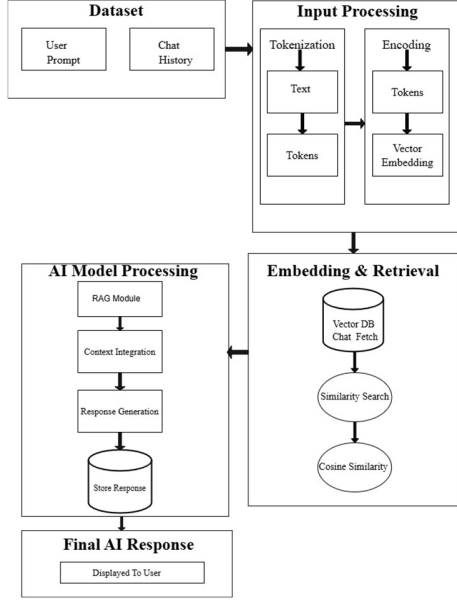 Dataset
User
Prompt
Chat
History
Input Processing
Tokenization
Text
Tokens
Encoding
Tokens
Vector
Embedding
Embedding & Retrieval
Vector DB
Chat Fetch
Similarity Search
Cosine Similarity
AI Model Processing
RAG Module
Context Integration
Response Generation
Store Response
Final AI Response
Displayed To User